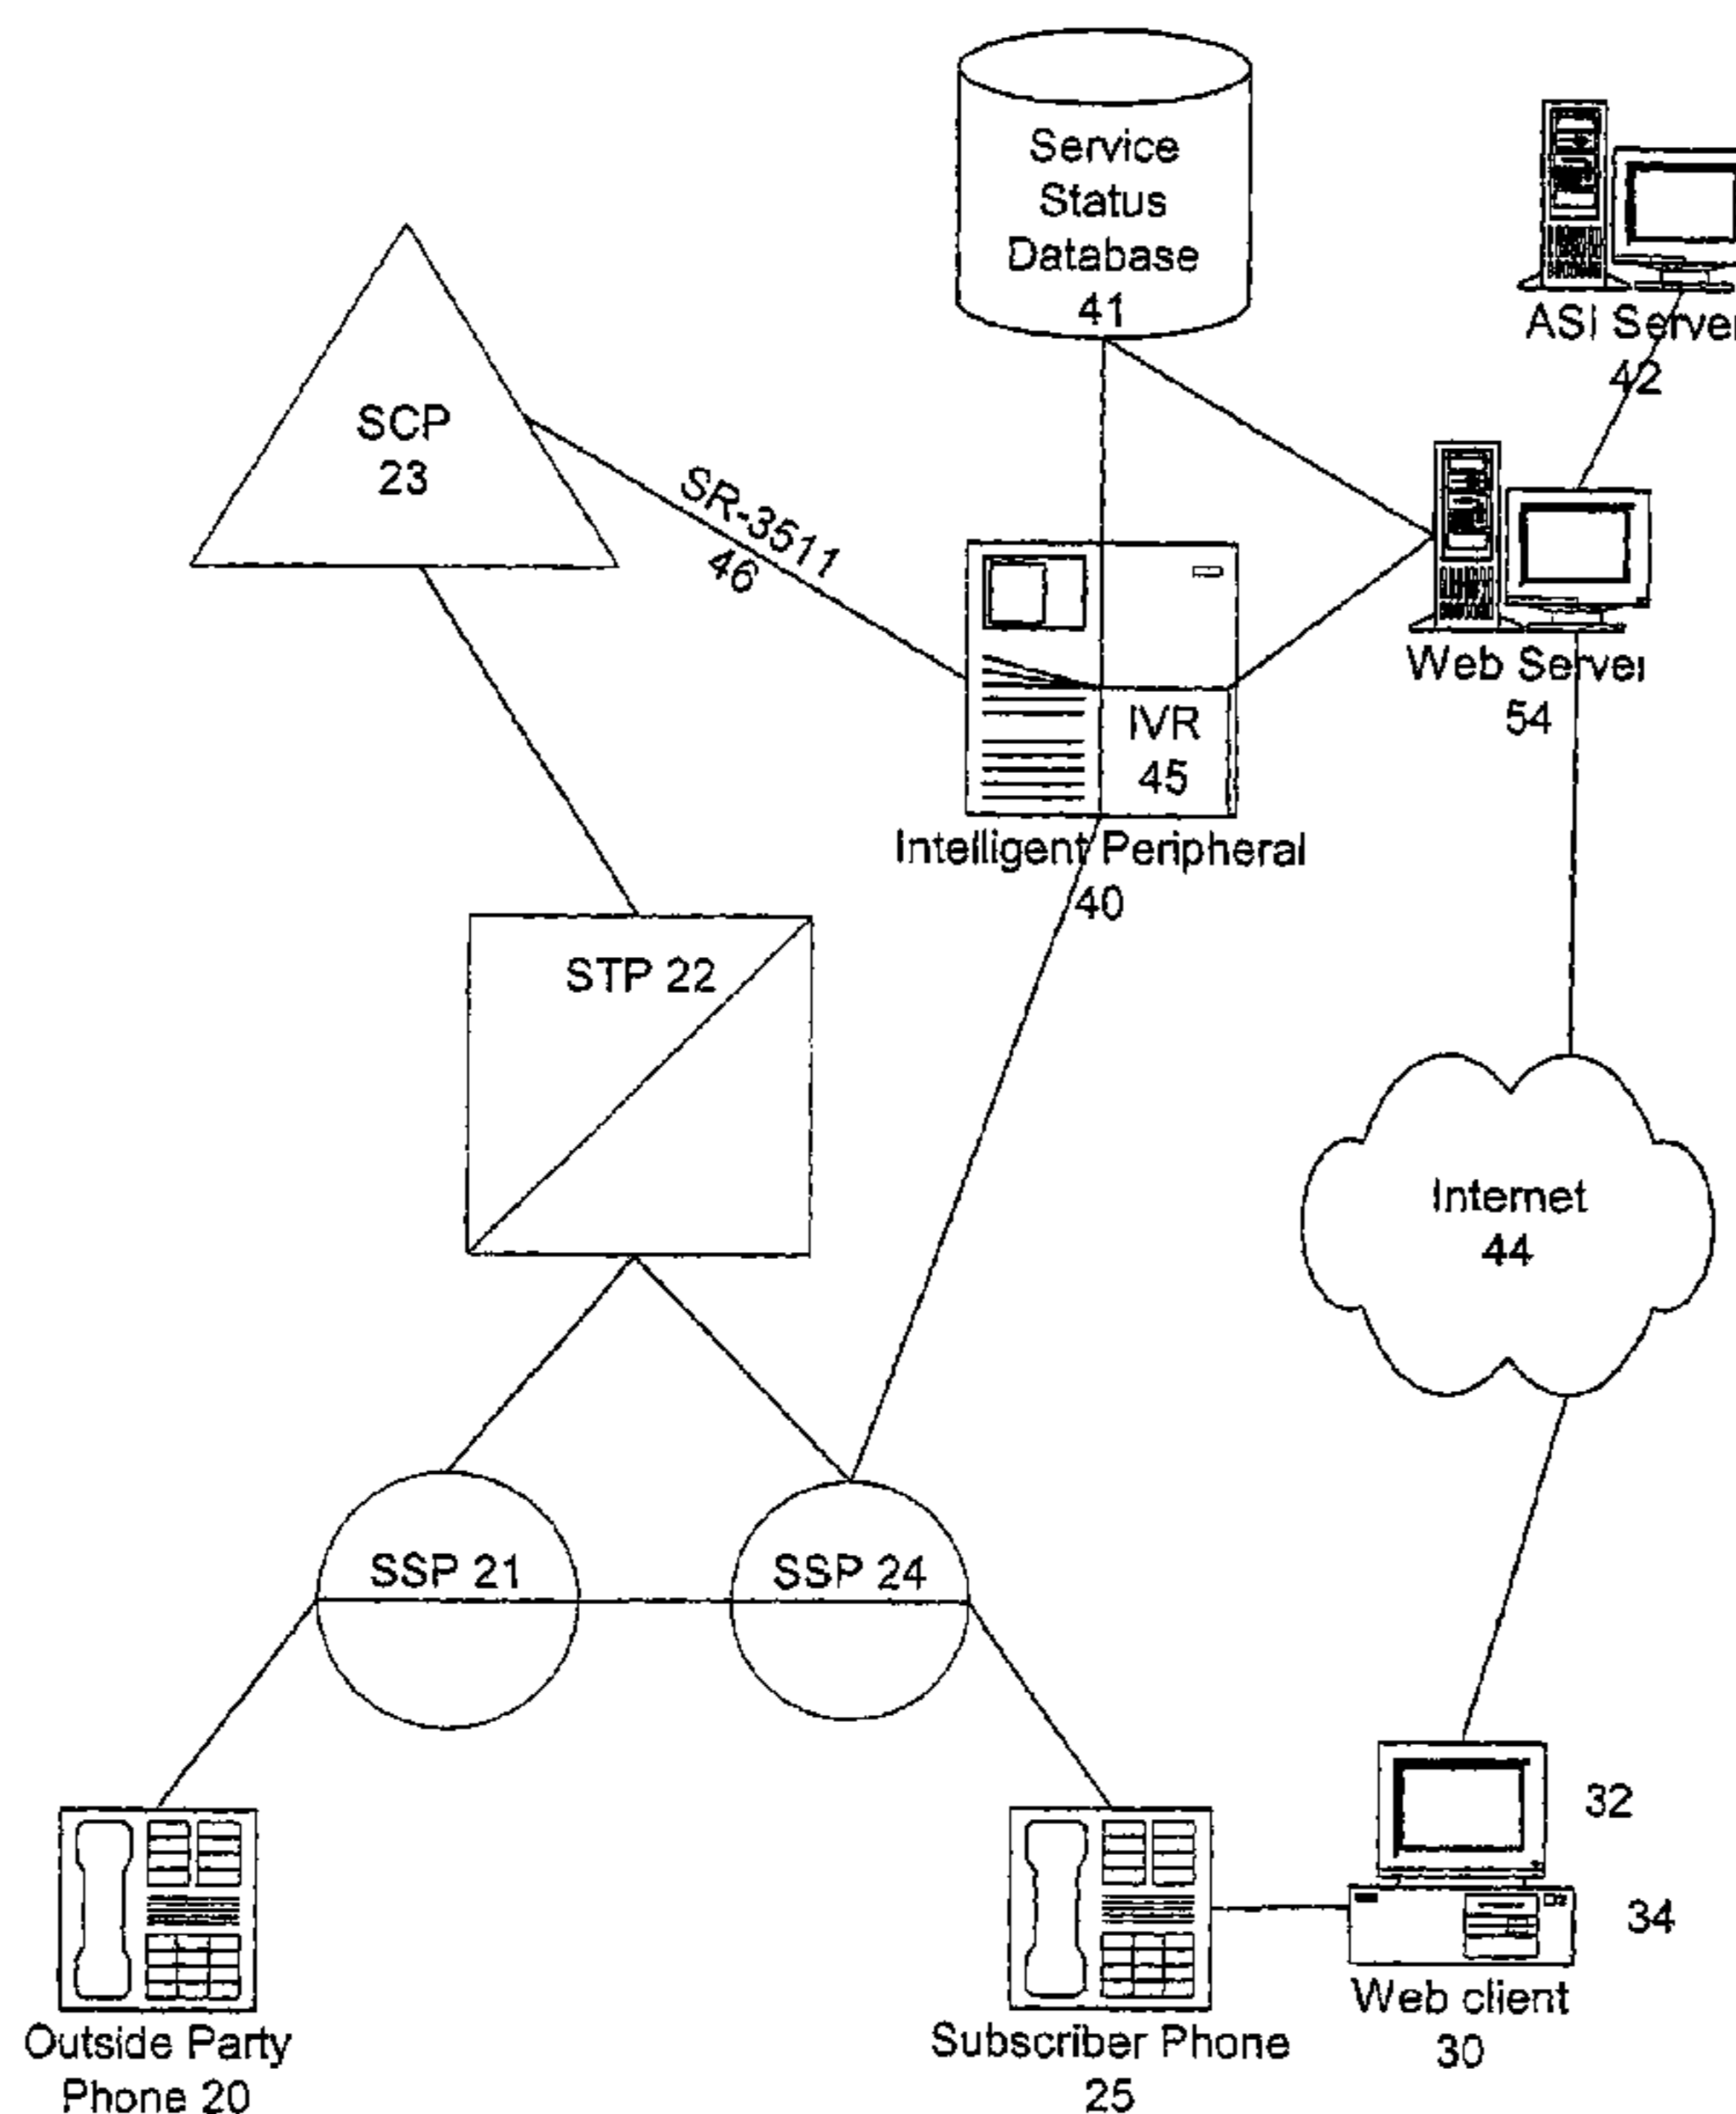 Service
Status
Database
41
ASI Server
42
SCP
23
SR-3511
46
Web Server
54
IVR
45
Intelligent Peripheral
40
STP 22
Internet
44
SSP 21
SSP 24
32
34
Web client
30
Outside Party
Phone 20
Subscriber Phone
25